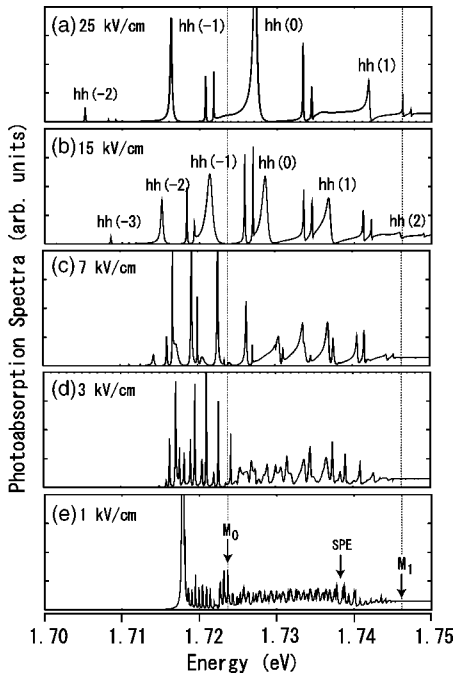 (a) 25 kV/cm
hh(-1)
hh(0)
hh(-2)
hh(1)
(b) 15 kV/cm
hh(-1)
hh(0)
hh(-2)
hh(1)
hh(-3)
hh(2)
(c) 7 kV/cm
(d) 3 kV/cm
(e) 1 kV/cm
M0
SPE
M1
Photoabsorption Spectra (arb. units)
1.70 1.71 1.72 1.73 1.74 1.75
Energy (eV)